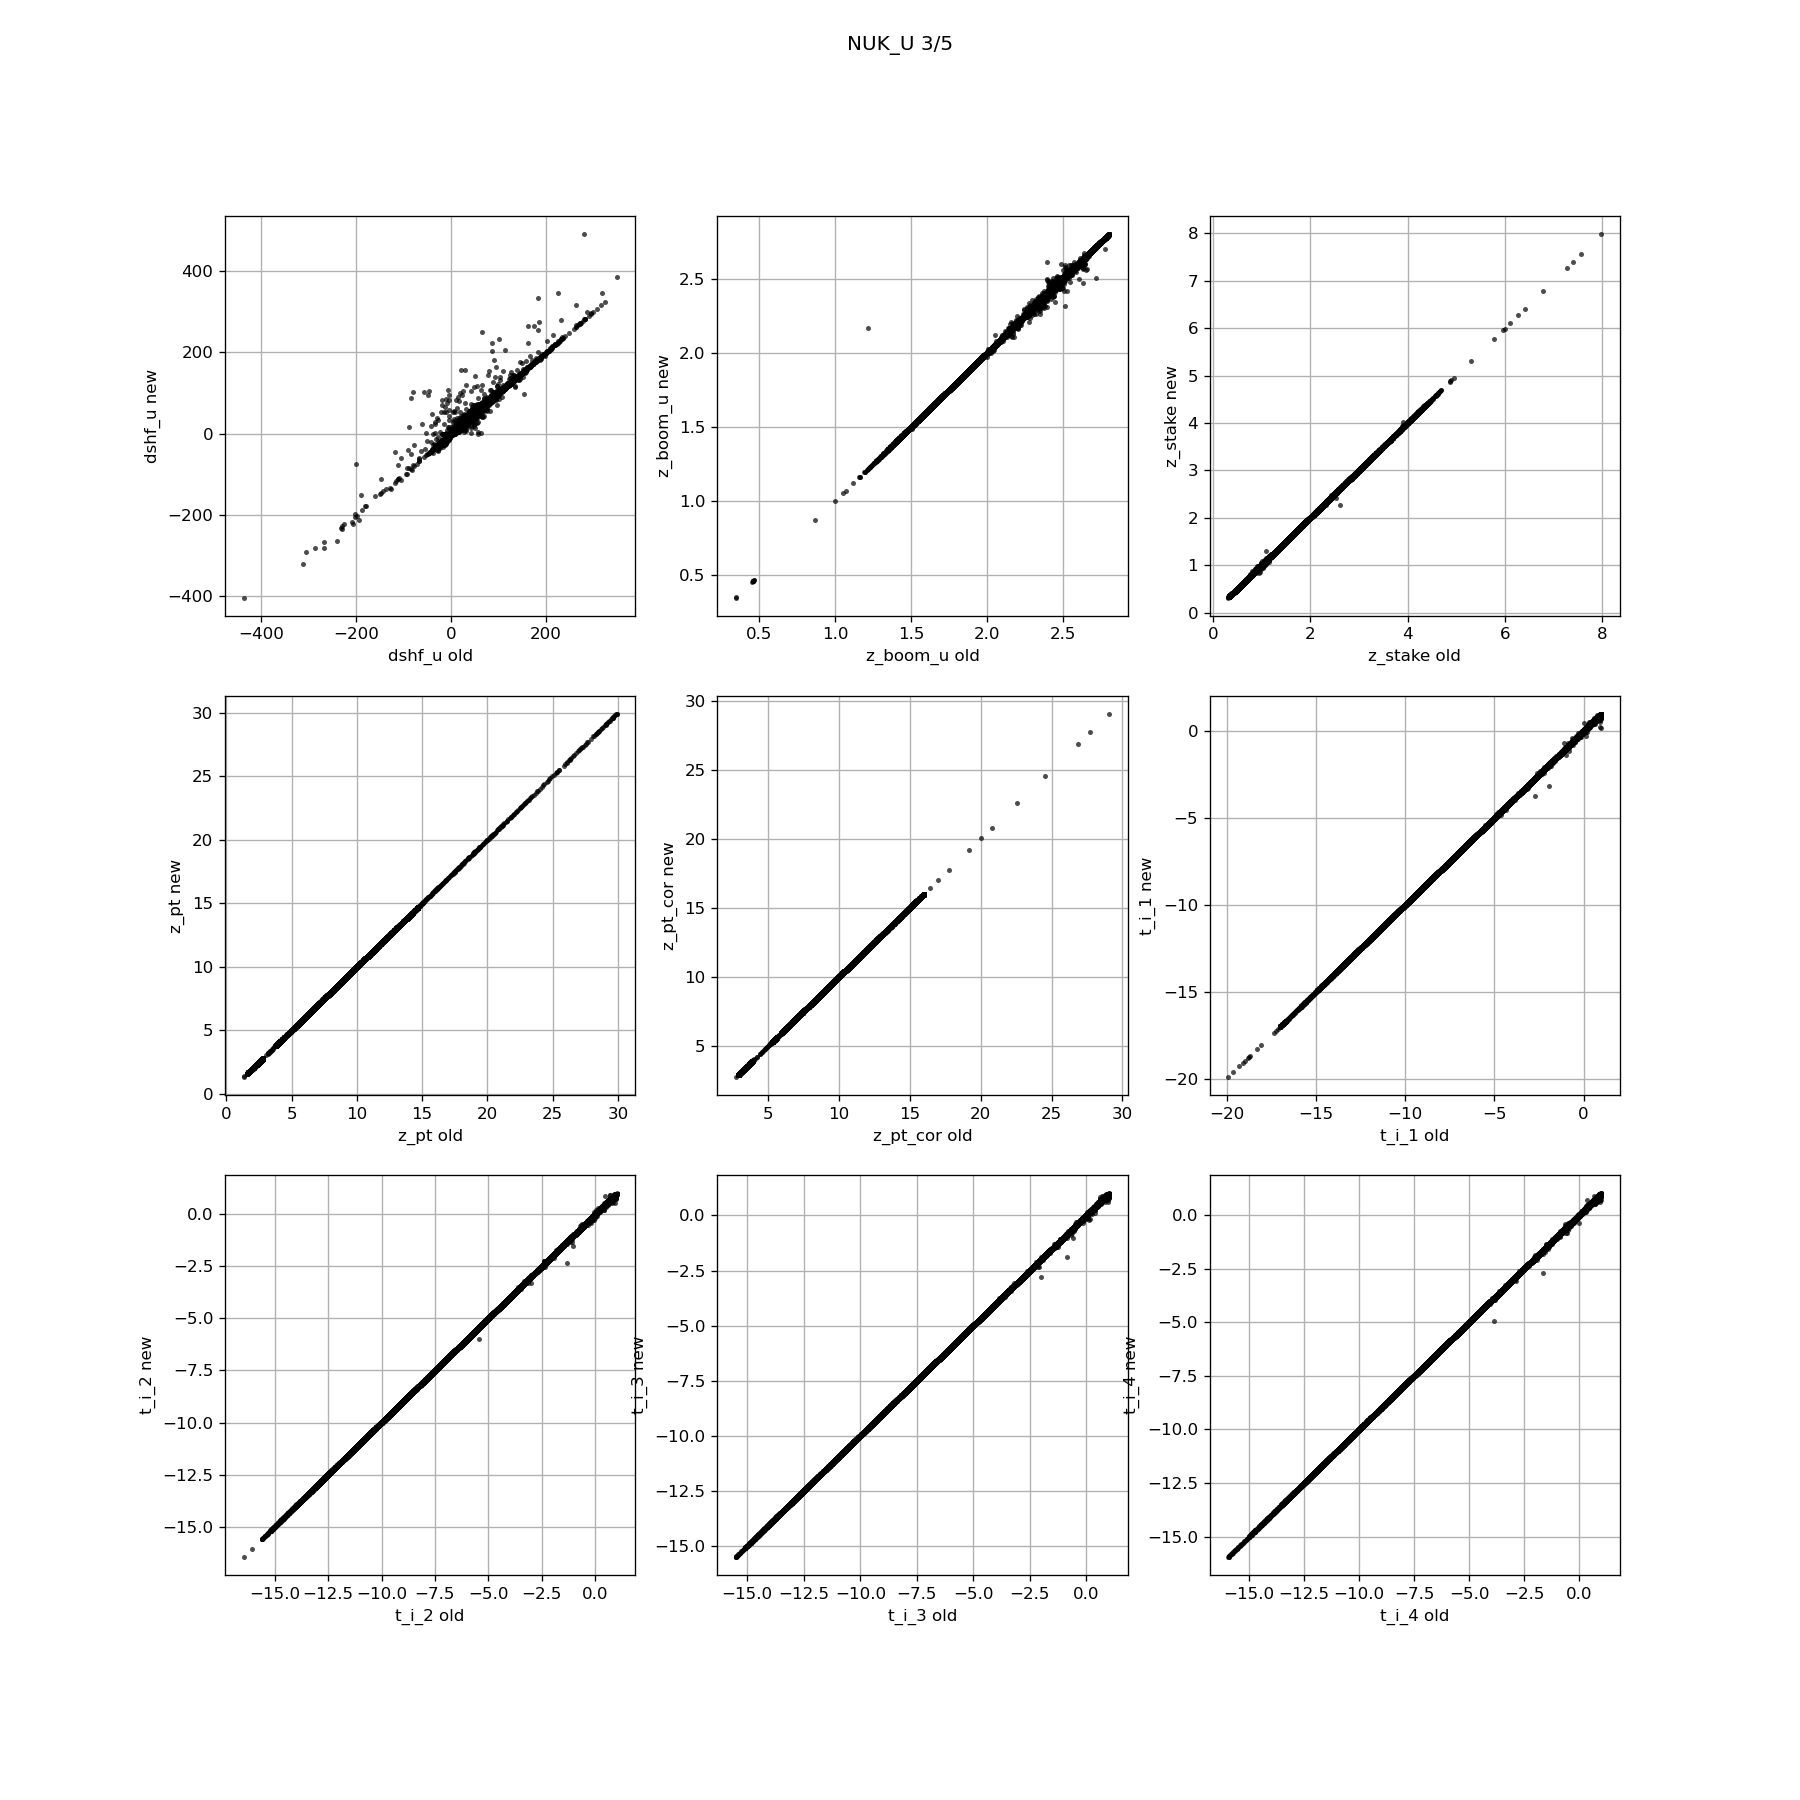 NUK_U 3/5
400
200
0
−200
−400
dshf_u new
−400 −200 0 200
dshf_u old
2.5
2.0
1.5
1.0
0.5
z_boom_u new
0.5 1.0 1.5 2.0 2.5
z_boom_u old
8
7
6
5
4
3
2
1
0
z_stake new
0 2 4 6 8
z_stake old
30
25
20
15
10
5
0
z_pt new
0 5 10 15 20 25 30
z_pt old
30
25
20
15
10
5
z_pt_cor new
5 10 15 20 25 30
z_pt_cor old
0
−5
−10
−15
−20
t_i_1 new
−20 −15 −10 −5 0
t_i_1 old
0.0
−2.5
−5.0
−7.5
−10.0
−12.5
−15.0
t_i_2 new
−15.0 −12.5 −10.0 −7.5 −5.0 −2.5 0.0
t_i_2 old
0.0
−2.5
−5.0
−7.5
−10.0
−12.5
−15.0
t_i_3 new
−15.0 −12.5 −10.0 −7.5 −5.0 −2.5 0.0
t_i_3 old
0.0
−2.5
−5.0
−7.5
−10.0
−12.5
−15.0
t_i_4 new
−15.0 −12.5 −10.0 −7.5 −5.0 −2.5 0.0
t_i_4 old